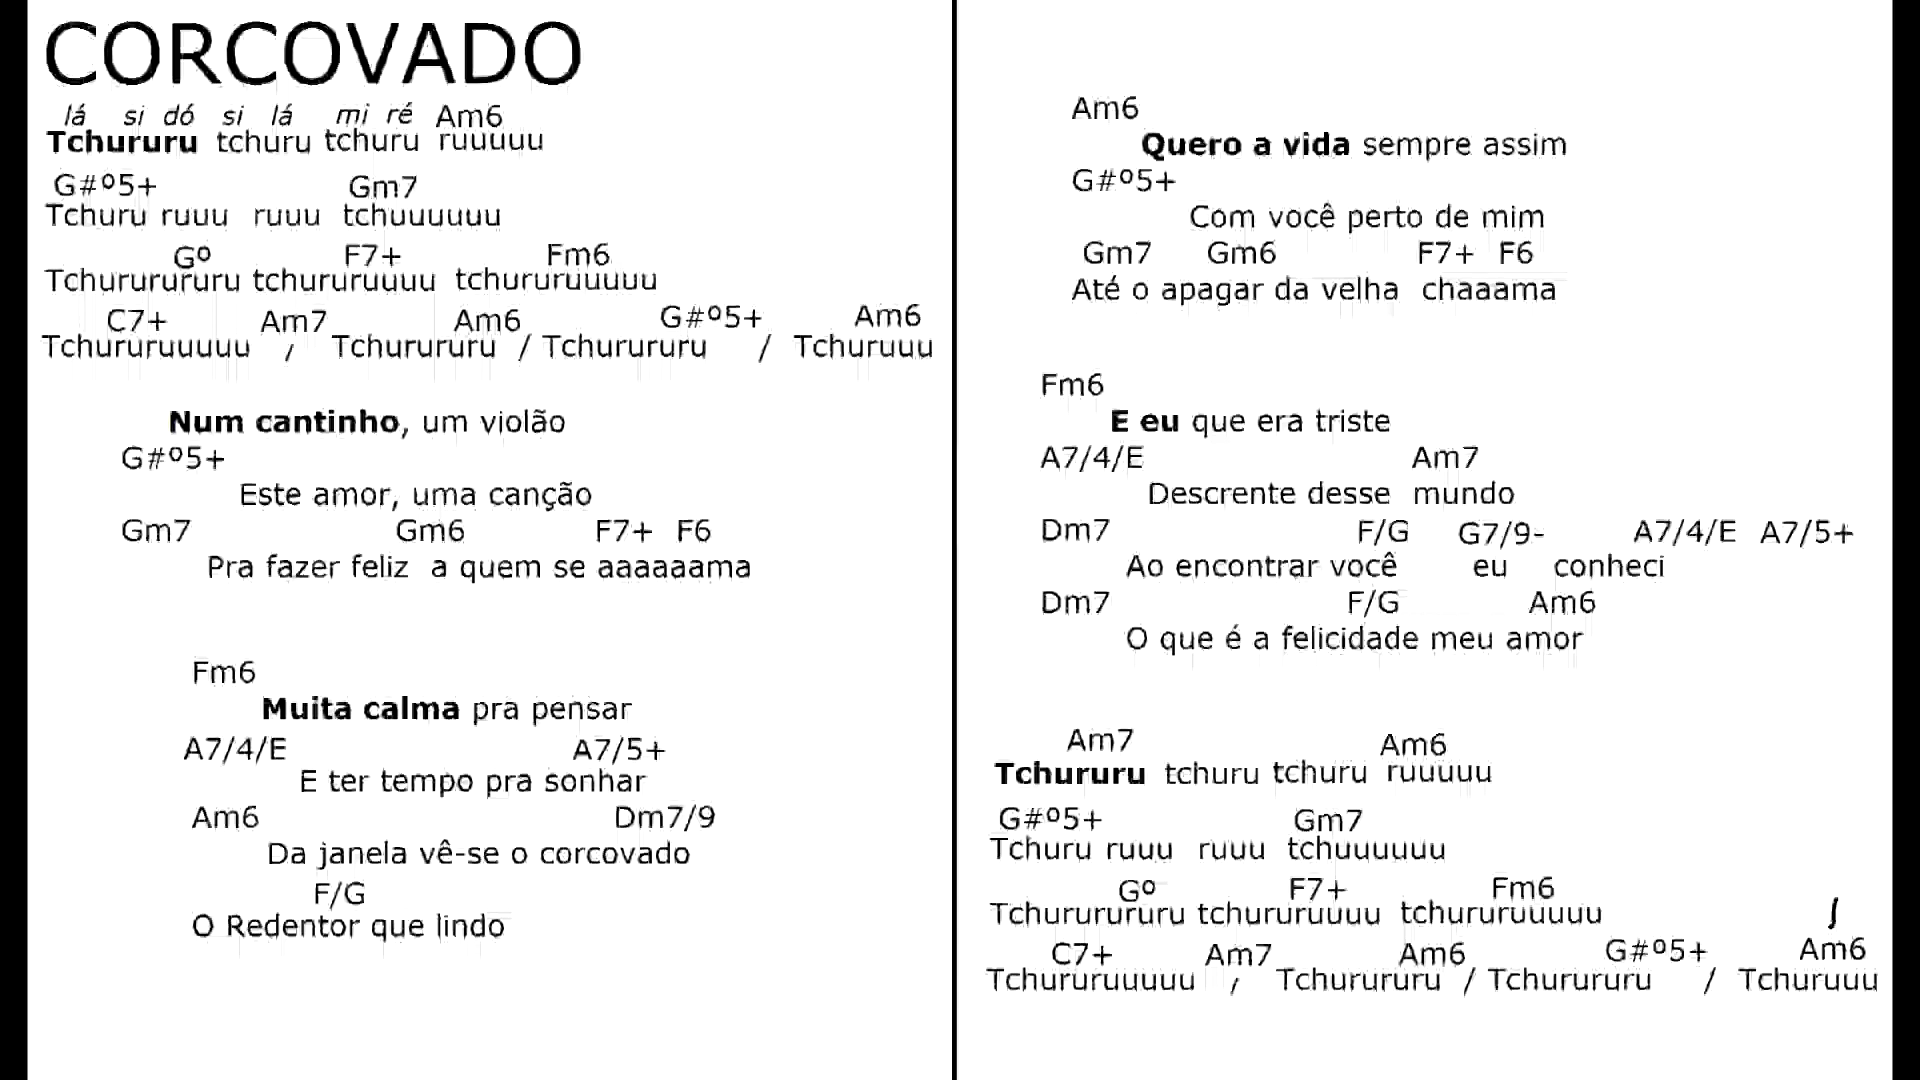 CORCOVADO
lá si dó si lá mi ré Am6
Tchururu tchuru tchuru ruuuuu
G#º5+ Gm7
Tchuru ruuu ruuu tchuuuuuu
Gº F7+ Fm6
Tchurururururu tchururuuuu tchururuuuuu
C7+ Am7 Am6 G#º5+ Am6
Tchururuuuuu / Tchurururu / Tchurururu / Tchuruuu
Num cantinho, um violão
G#º5+
Este amor, uma canção
Gm7 Gm6 F7+ F6
Pra fazer feliz a quem se aaaaaama
Fm6
Muita calma pra pensar
A7/4/E A7/5+
E ter tempo pra sonhar
Am6 Dm7/9
Da janela vê-se o corcovado
F/G
O Redentor que lindo
Am6
Quero a vida sempre assim
G#º5+
Com você perto de mim
Gm7 Gm6 F7+ F6
Até o apagar da velha chaaama
Fm6
E eu que era triste
A7/4/E Am7
Descrente desse mundo
Dm7 F/G G7/9- A7/4/E A7/5+
Ao encontrar você eu conheci
Dm7 F/G Am6
O que é a felicidade meu amor
Am7 Am6
Tchururu tchuru tchuru ruuuuu
G#º5+ Gm7
Tchuru ruuu ruuu tchuuuuuu
Gº F7+ Fm6
Tchurururururu tchururuuuu tchururuuuuu
C7+ Am7 Am6 G#º5+ Am6
Tchururuuuuu / Tchurururu / Tchurururu / Tchuruuu